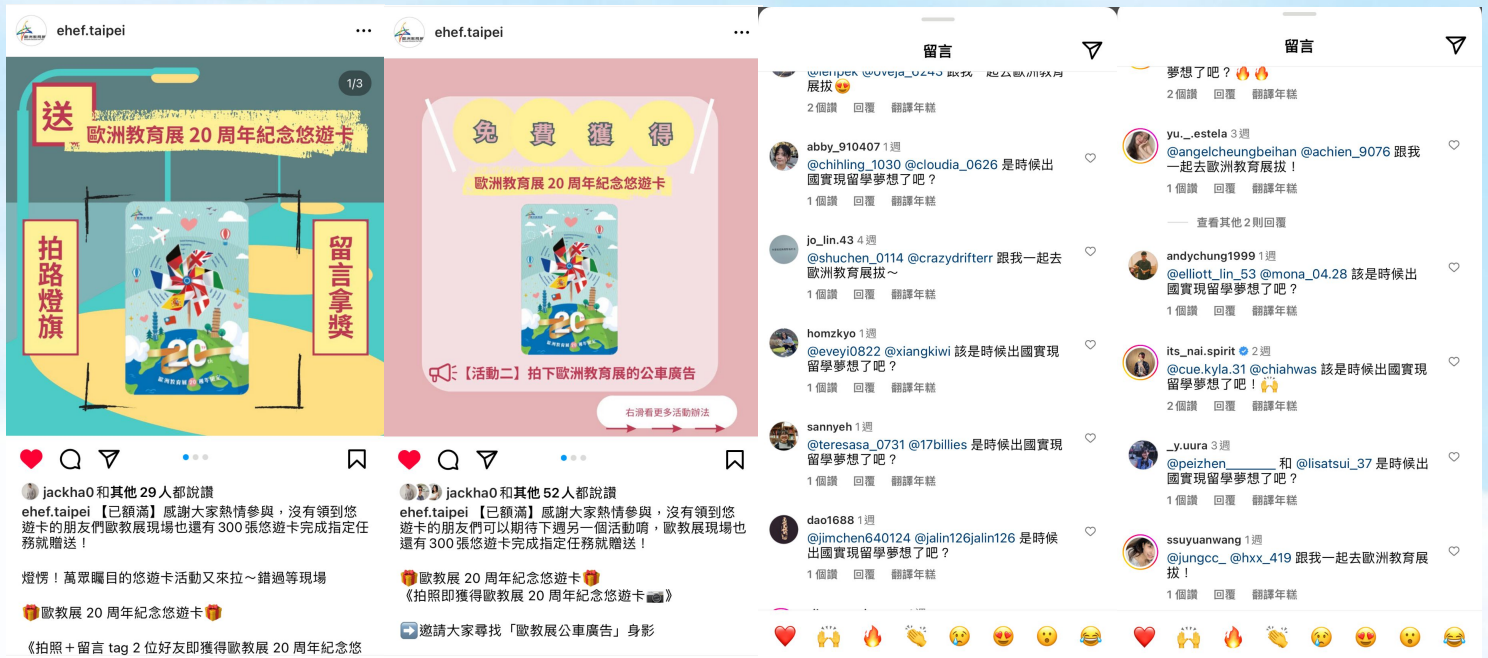 ehef.taipei
1/3
送
歐洲教育展 20 周年紀念悠遊卡
拍路燈旗
留言拿獎
20
歐洲教育展 20 週年
jackha0 和其他 29 人都說讚
ehef.taipei 【已額滿】感謝大家熱情參與，沒有領到悠
遊卡的朋友們歐教展現場也還有 300 張悠遊卡完成指定任
務就贈送！
燈愣！萬眾矚目的悠遊卡活動又來拉～錯過等現場
🎁歐教展 20 周年紀念悠遊卡🎁
《拍照＋留言 tag 2 位好友即獲得歐教展 20 周年紀念悠
ehef.taipei
免費獲得
歐洲教育展 20 周年紀念悠遊卡
20
【活動二】拍下歐洲教育展的公車廣告
右滑看更多活動辦法
jackha0 和其他 52 人都說讚
ehef.taipei 【已額滿】感謝大家熱情參與，沒有領到悠
遊卡的朋友們可以期待下週另一個活動唷，歐教展現場也
還有 300 張悠遊卡完成指定任務就贈送！
🎁歐教展 20 周年紀念悠遊卡🎁
《拍照即獲得歐教展 20 周年紀念悠遊卡📷》
➡️邀請大家尋找「歐教展公車廣告」身影
留言
@lenpek @oveja_6243 跟我一起去歐洲教育
展拔😍
2 個讚 回覆 翻譯年糕
abby_910407 1 週
@chihling_1030 @cloudia_0626 是時候出
國實現留學夢想了吧？
1 個讚 回覆 翻譯年糕
jo_lin.43 4 週
@shuchen_0114 @crazydrifterr 跟我一起去
歐洲教育展拔～
1 個讚 回覆 翻譯年糕
homzkyo 1 週
@eveyi0822 @xiangkiwi 該是時候出國實現
留學夢想了吧？
1 個讚 回覆 翻譯年糕
sannyeh 1 週
@teresasa_0731 @17billies 是時候出國實現
留學夢想了吧？
1 個讚 回覆 翻譯年糕
dao1688 1 週
@jimchen640124 @jalin126jalin126 是時候
出國實現留學夢想了吧？
1 個讚 回覆 翻譯年糕
留言
夢想了吧？🔥🔥
2 個讚 回覆 翻譯年糕
yu._.estela 3 週
@angelcheungbeihan @achien_9076 跟我
一起去歐洲教育展拔！
1 個讚 回覆 翻譯年糕
查看其他 2 則回覆
andychung1999 1 週
@elliott_lin_53 @mona_04.28 該是時候出
國實現留學夢想了吧？
1 個讚 回覆 翻譯年糕
its_nai.spirit 2 週
@cue.kyla.31 @chiahwas 該是時候出國實現
留學夢想了吧！🙌
2 個讚 回覆 翻譯年糕
_y.uura 3 週
@peizhen________ 和 @lisatsui_37 是時候出
國實現留學夢想了吧？
1 個讚 回覆 翻譯年糕
ssuyuanwang 1 週
@jungcc_ @hxx_419 跟我一起去歐洲教育展
拔！
1 個讚 回覆 翻譯年糕